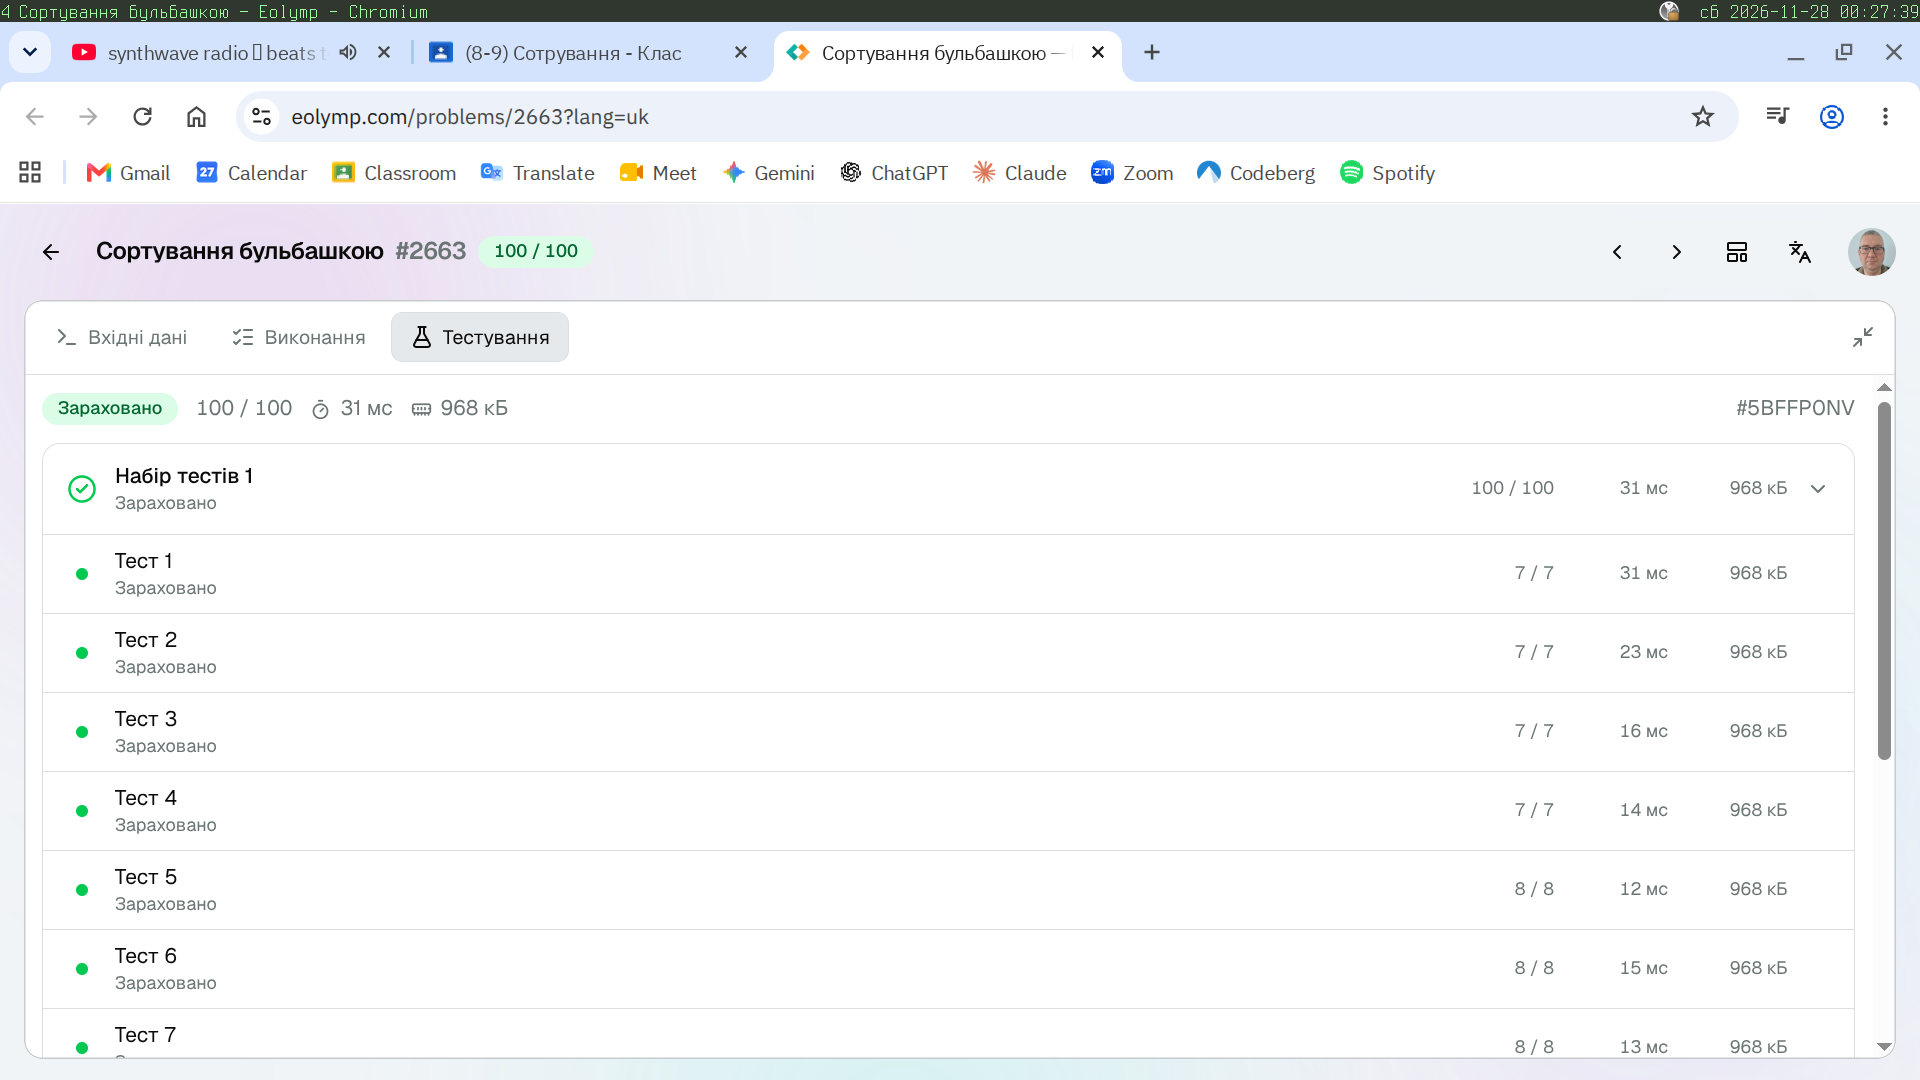 4 Сортування бульбашкою – Eolymp – Chromium
сб 2026-11-28 00:27:39
synthwave radio beats t
(8-9) Сотрування - Клас
Сортування бульбашкою —
eolymp.com/problems/2663?lang=uk
Gmail
27 Calendar
Classroom
Translate
Meet
Gemini
ChatGPT
Claude
zm Zoom
Codeberg
Spotify
Сортування бульбашкою #2663 100 / 100
Вхідні дані
Виконання
Тестування
Зараховано 100 / 100 31 мс 968 кБ #5BFFP0NV
Набір тестів 1
Зараховано
100 / 100 31 мс 968 кБ
Тест 1
Зараховано
7 / 7 31 мс 968 кБ
Тест 2
Зараховано
7 / 7 23 мс 968 кБ
Тест 3
Зараховано
7 / 7 16 мс 968 кБ
Тест 4
Зараховано
7 / 7 14 мс 968 кБ
Тест 5
Зараховано
8 / 8 12 мс 968 кБ
Тест 6
Зараховано
8 / 8 15 мс 968 кБ
Тест 7
8 / 8 13 мс 968 кБ